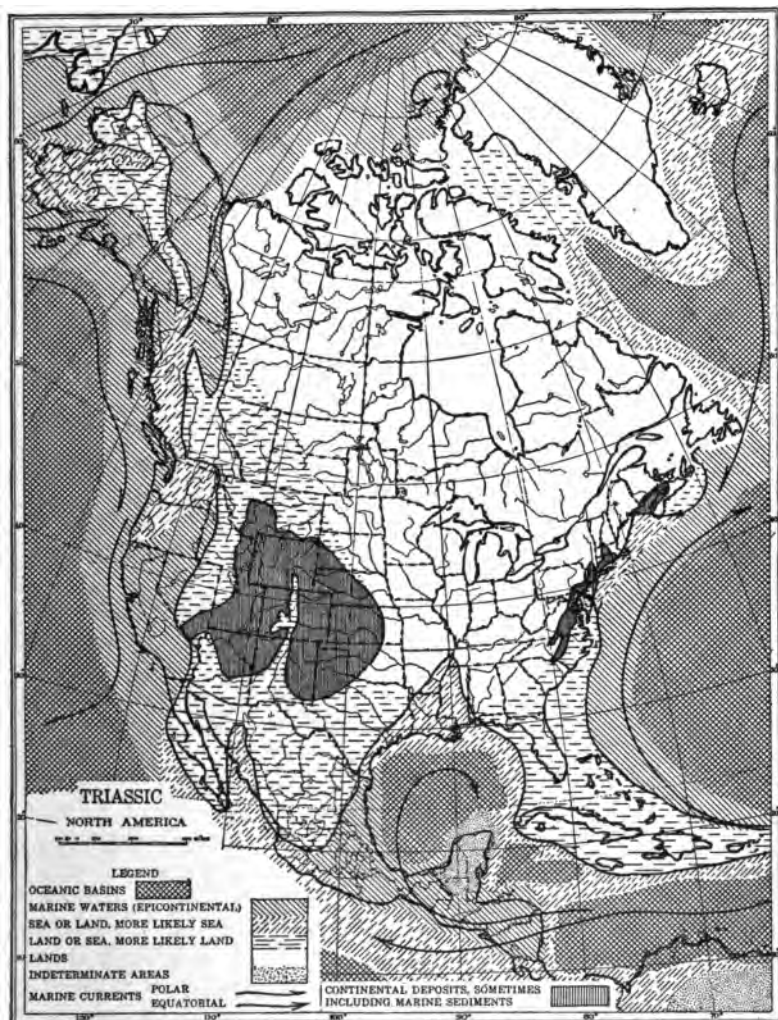 TRIASSIC
NORTH AMERICA
LEGEND
OCEANIC BASINS
MARINE WATERS (EPICONTINENTAL)
SEA OR LAND, MORE LIKELY SEA
LAND OR SEA, MORE LIKELY LAND
LANDS
INDETERMINATE AREAS
MARINE CURRENTS POLAR
EQUATORIAL
CONTINENTAL DEPOSITS, SOMETIMES
INCLUDING MARINE SEDIMENTS